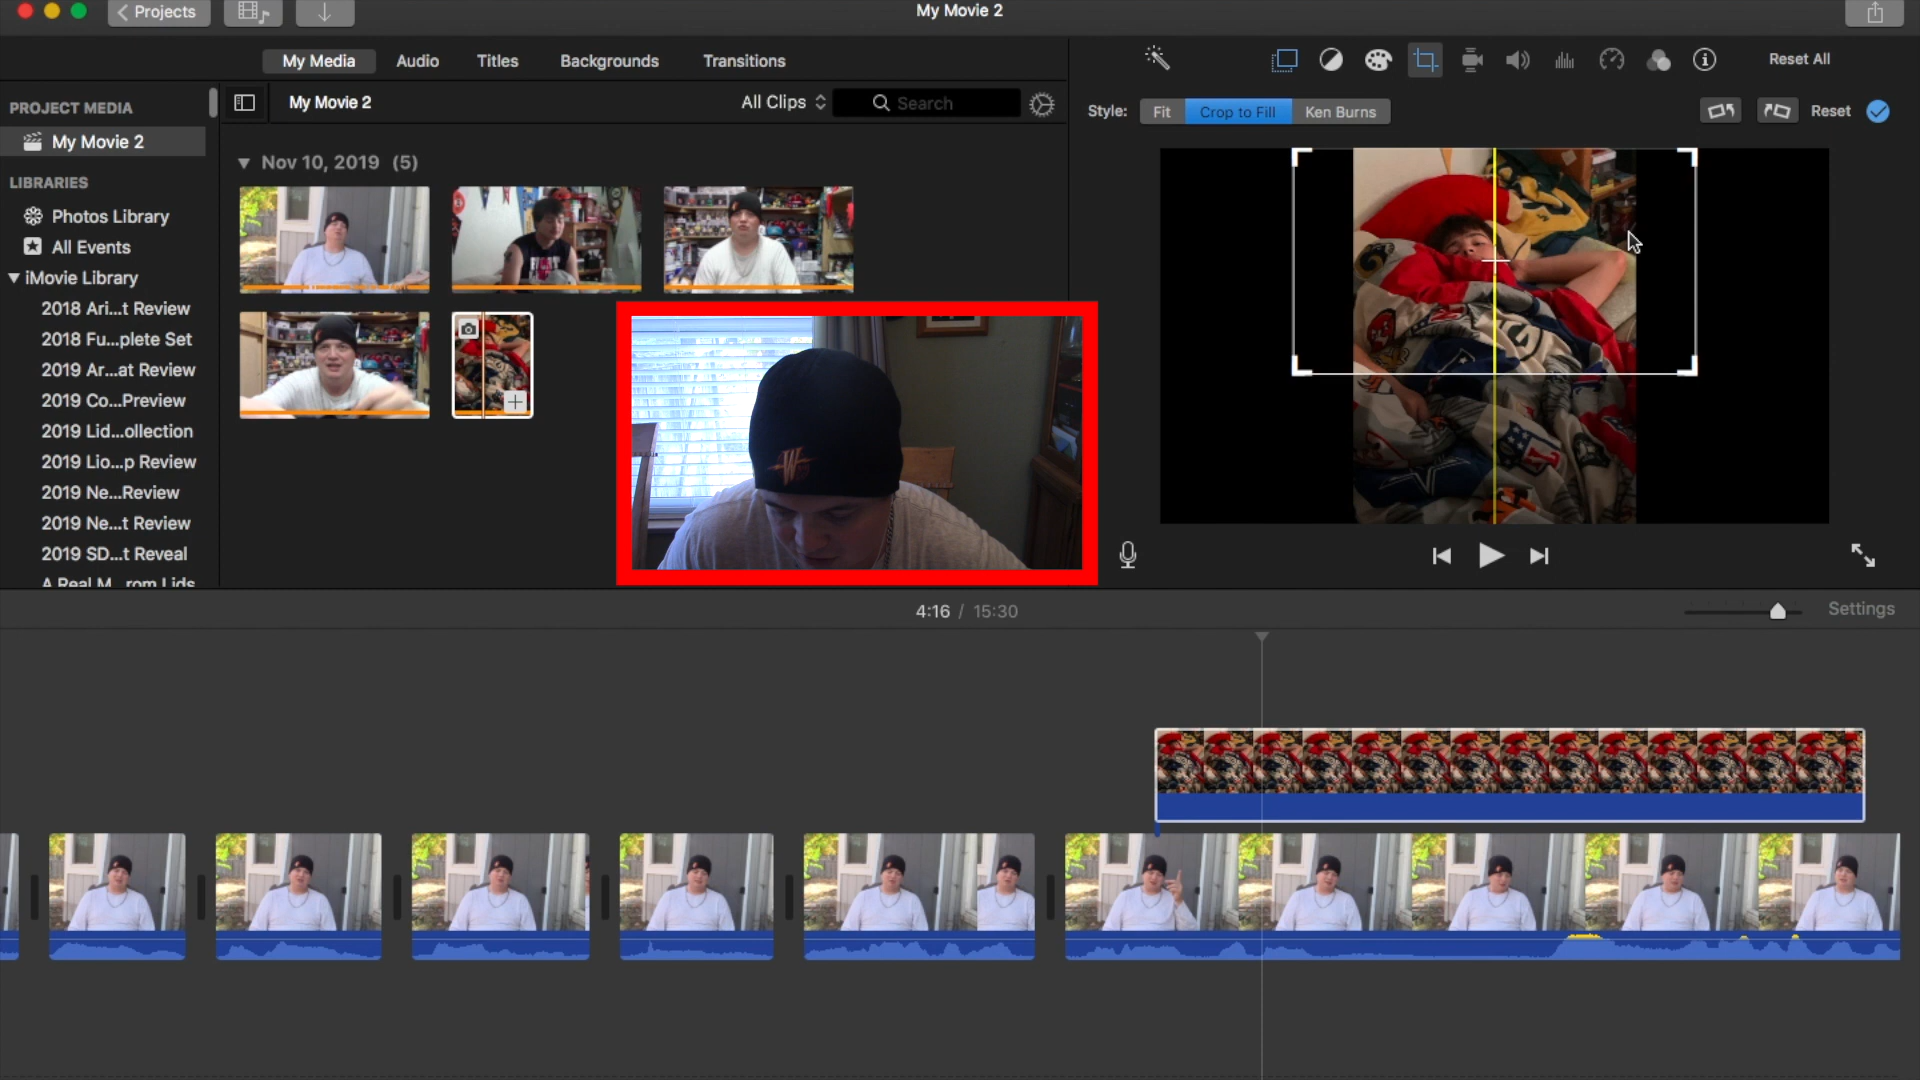 Projects
My Movie 2
My Media
Audio
Titles
Backgrounds
Transitions
Reset All
PROJECT MEDIA
My Movie 2
All Clips
Search
Style:
Fit
Crop to Fill
Ken Burns
Reset
My Movie 2
LIBRARIES
Photos Library
All Events
iMovie Library
2018 Ari...t Review
2018 Fu...plete Set
2019 Ar...at Review
2019 Co...Preview
2019 Lid...ollection
2019 Lio...p Review
2019 Ne...Review
2019 Ne...t Review
2019 SD...t Reveal
A Real M...rom Lids
Nov 10, 2019 (5)
W
NFL
4:16 / 15:30
Settings